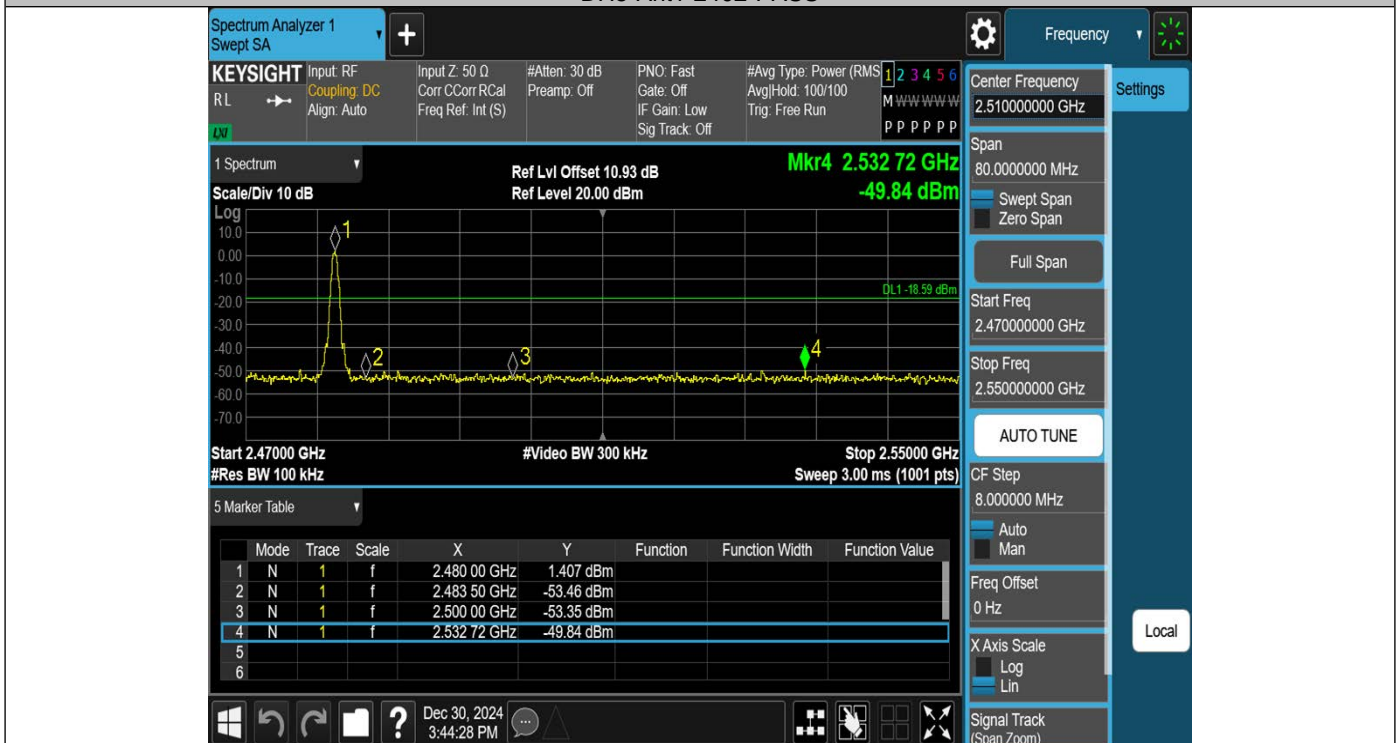 Spectrum Analyzer 1
Swept SA
+
Frequency
KEYSIGHT
RL
LXI
Input: RF
Coupling: DC
Align: Auto
Input Z: 50 Ω
Corr CCorr RCal
Freq Ref: Int (S)
#Atten: 30 dB
Preamp: Off
PNO: Fast
Gate: Off
IF Gain: Low
Sig Track: Off
#Avg Type: Power (RMS
Avg|Hold: 100/100
Trig: Free Run
1 2 3 4 5 6
M W W W W W
P P P P P P
1 Spectrum
Scale/Div 10 dB
Ref Lvl Offset 10.93 dB
Ref Level 20.00 dBm
Mkr4 2.532 72 GHz
-49.84 dBm
Log
10.0
0.00
-10.0
-20.0
-30.0
-40.0
-50.0
-60.0
-70.0
1
2
3
4
DL1 -18.59 dBm
Start 2.47000 GHz
#Res BW 100 kHz
#Video BW 300 kHz
Stop 2.55000 GHz
Sweep 3.00 ms (1001 pts)
5 Marker Table
Mode Trace Scale X Y Function Function Width Function Value
1 N 1 f 2.480 00 GHz 1.407 dBm
2 N 1 f 2.483 50 GHz -53.46 dBm
3 N 1 f 2.500 00 GHz -53.35 dBm
4 N 1 f 2.532 72 GHz -49.84 dBm
5
6
?
Dec 30, 2024
3:44:28 PM
Center Frequency
2.510000000 GHz
Span
80.0000000 MHz
Swept Span
Zero Span
Full Span
Start Freq
2.470000000 GHz
Stop Freq
2.550000000 GHz
AUTO TUNE
CF Step
8.000000 MHz
Auto
Man
Freq Offset
0 Hz
X Axis Scale
Log
Lin
Signal Track
(Span Zoom)
Settings
Local